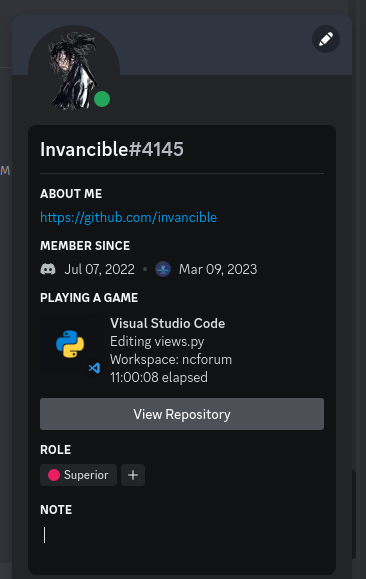 M
Invancible#4145
ABOUT ME
https://github.com/invancible
MEMBER SINCE
Jul 07, 2022 • Mar 09, 2023
PLAYING A GAME
Visual Studio Code
Editing views.py
Workspace: ncforum
11:00:08 elapsed
View Repository
ROLE
Superior +
NOTE